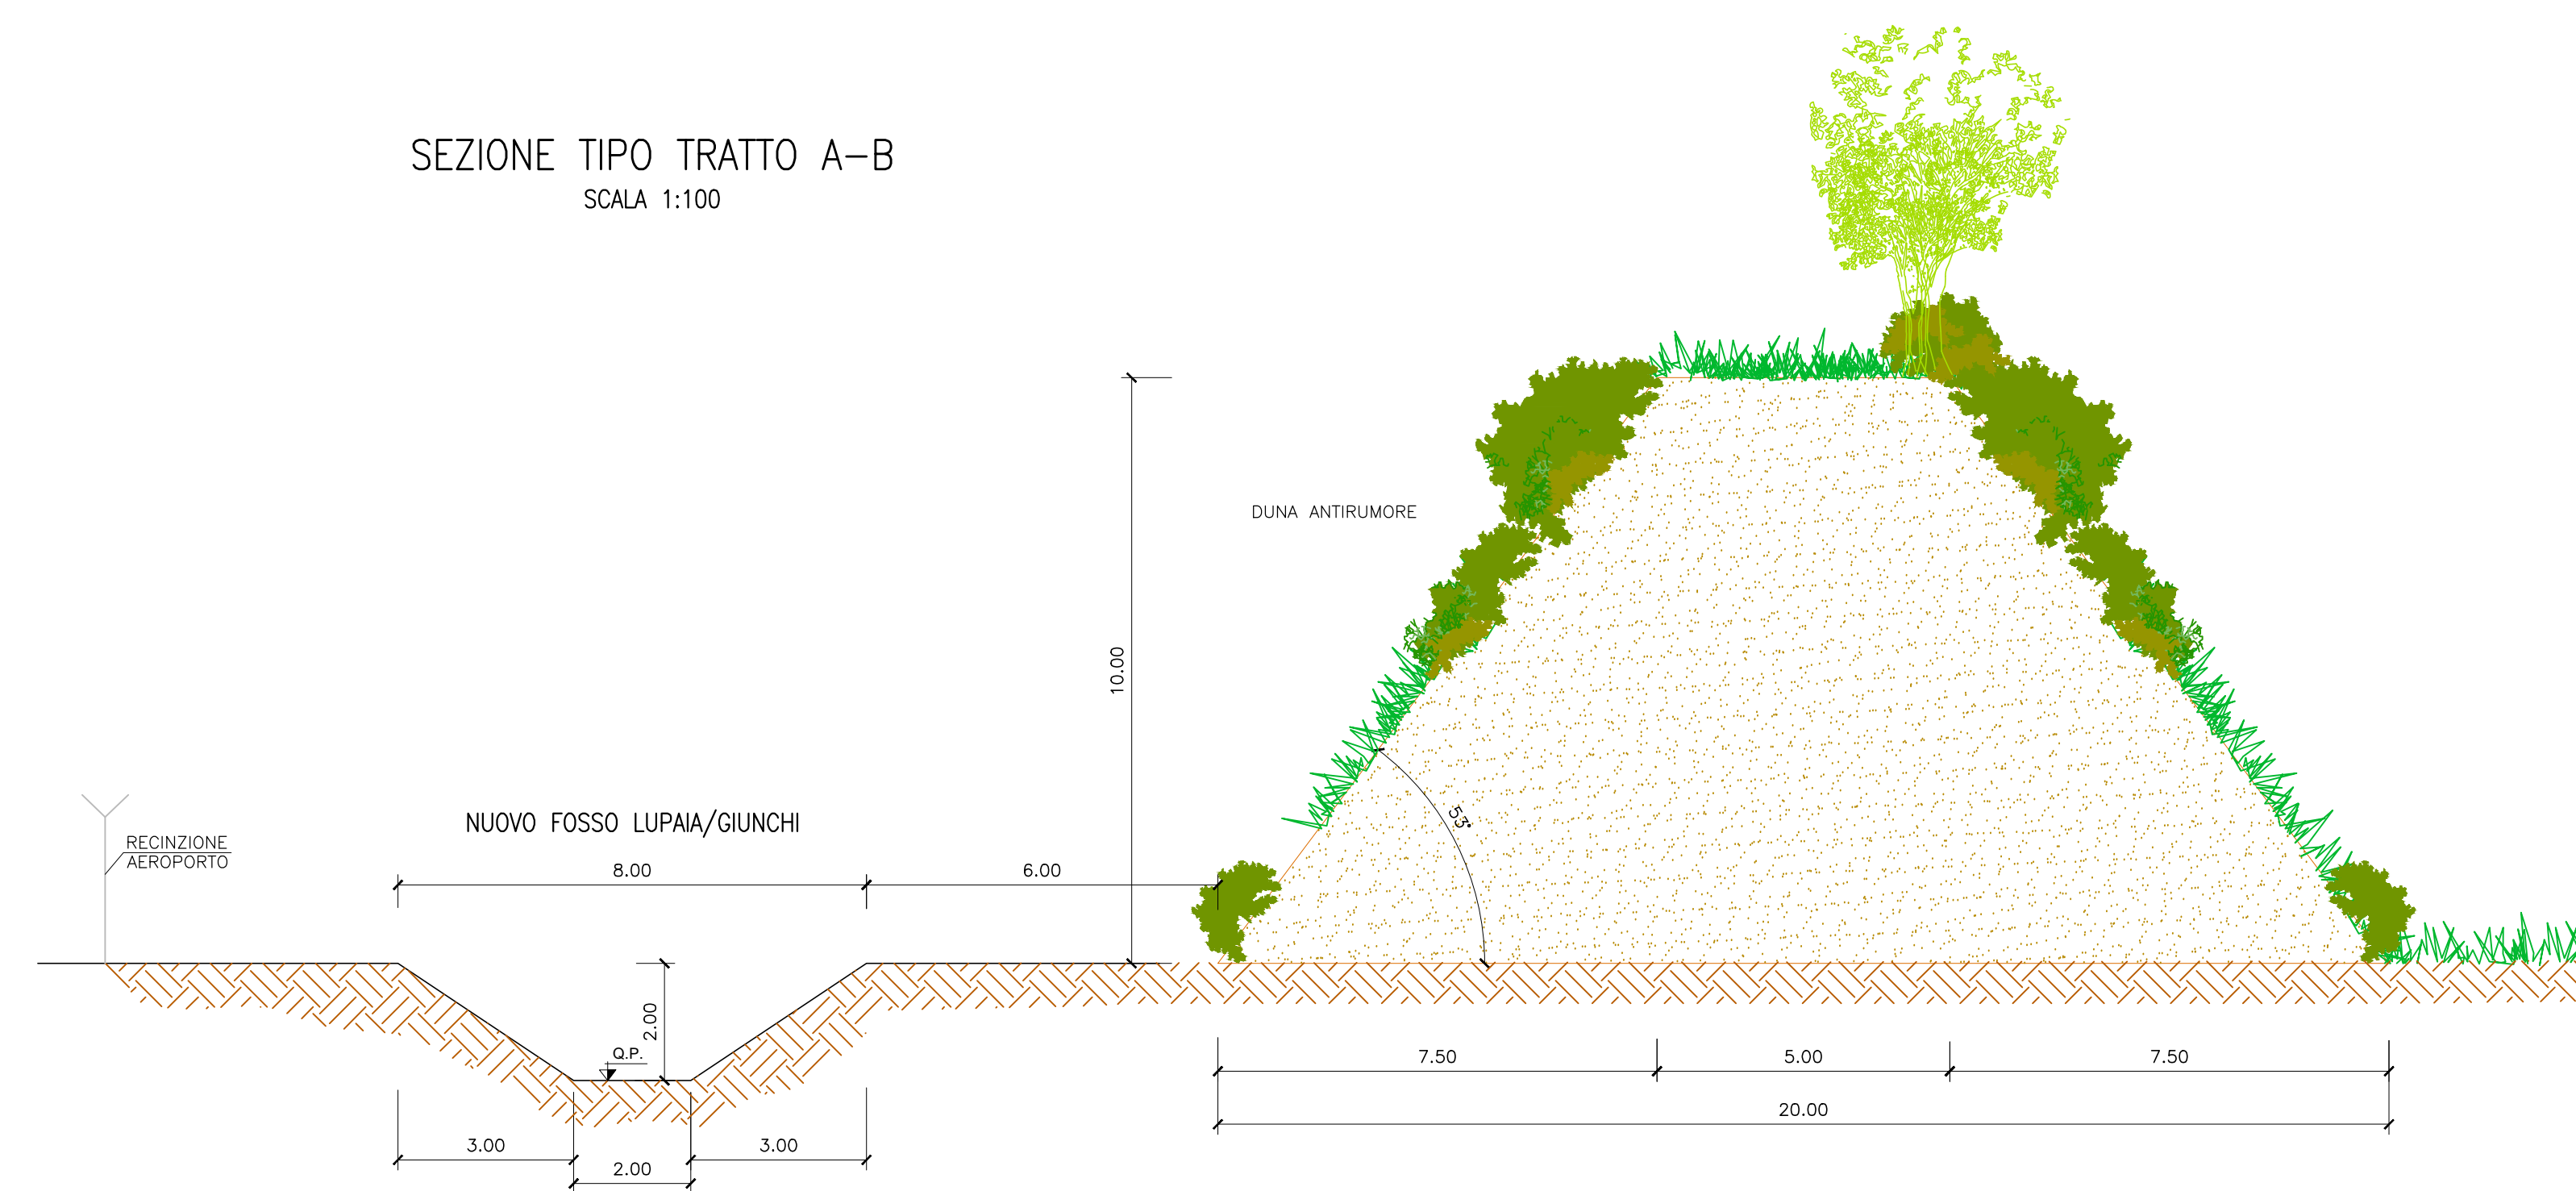 SEZIONE TIPO TRATTO A-B
SCALA 1:100
DUNA ANTIRUMORE
10.00
53°
NUOVO FOSSO LUPAIA/GIUNCHI
RECINZIONE
AEROPORTO
8.00
6.00
2.00
Q.P.
7.50
5.00
7.50
20.00
3.00
3.00
2.00